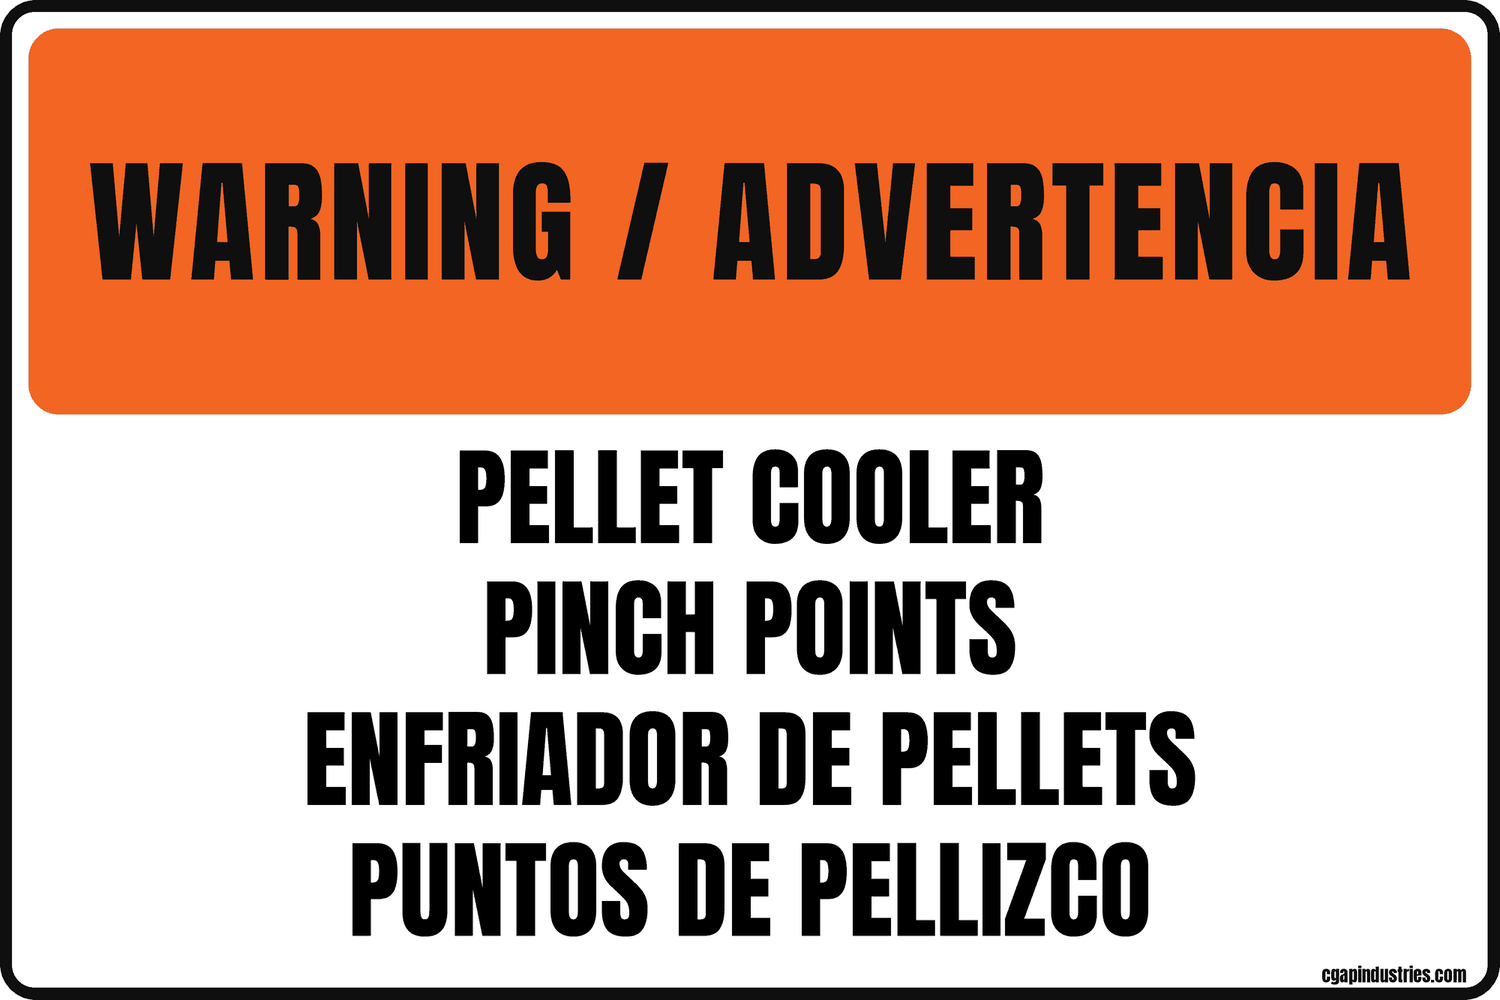 WARNING / ADVERTENCIA
PELLET COOLER
PINCH POINTS
ENFRIADOR DE PELLETS
PUNTOS DE PELLIZCO
cgapindustries.com